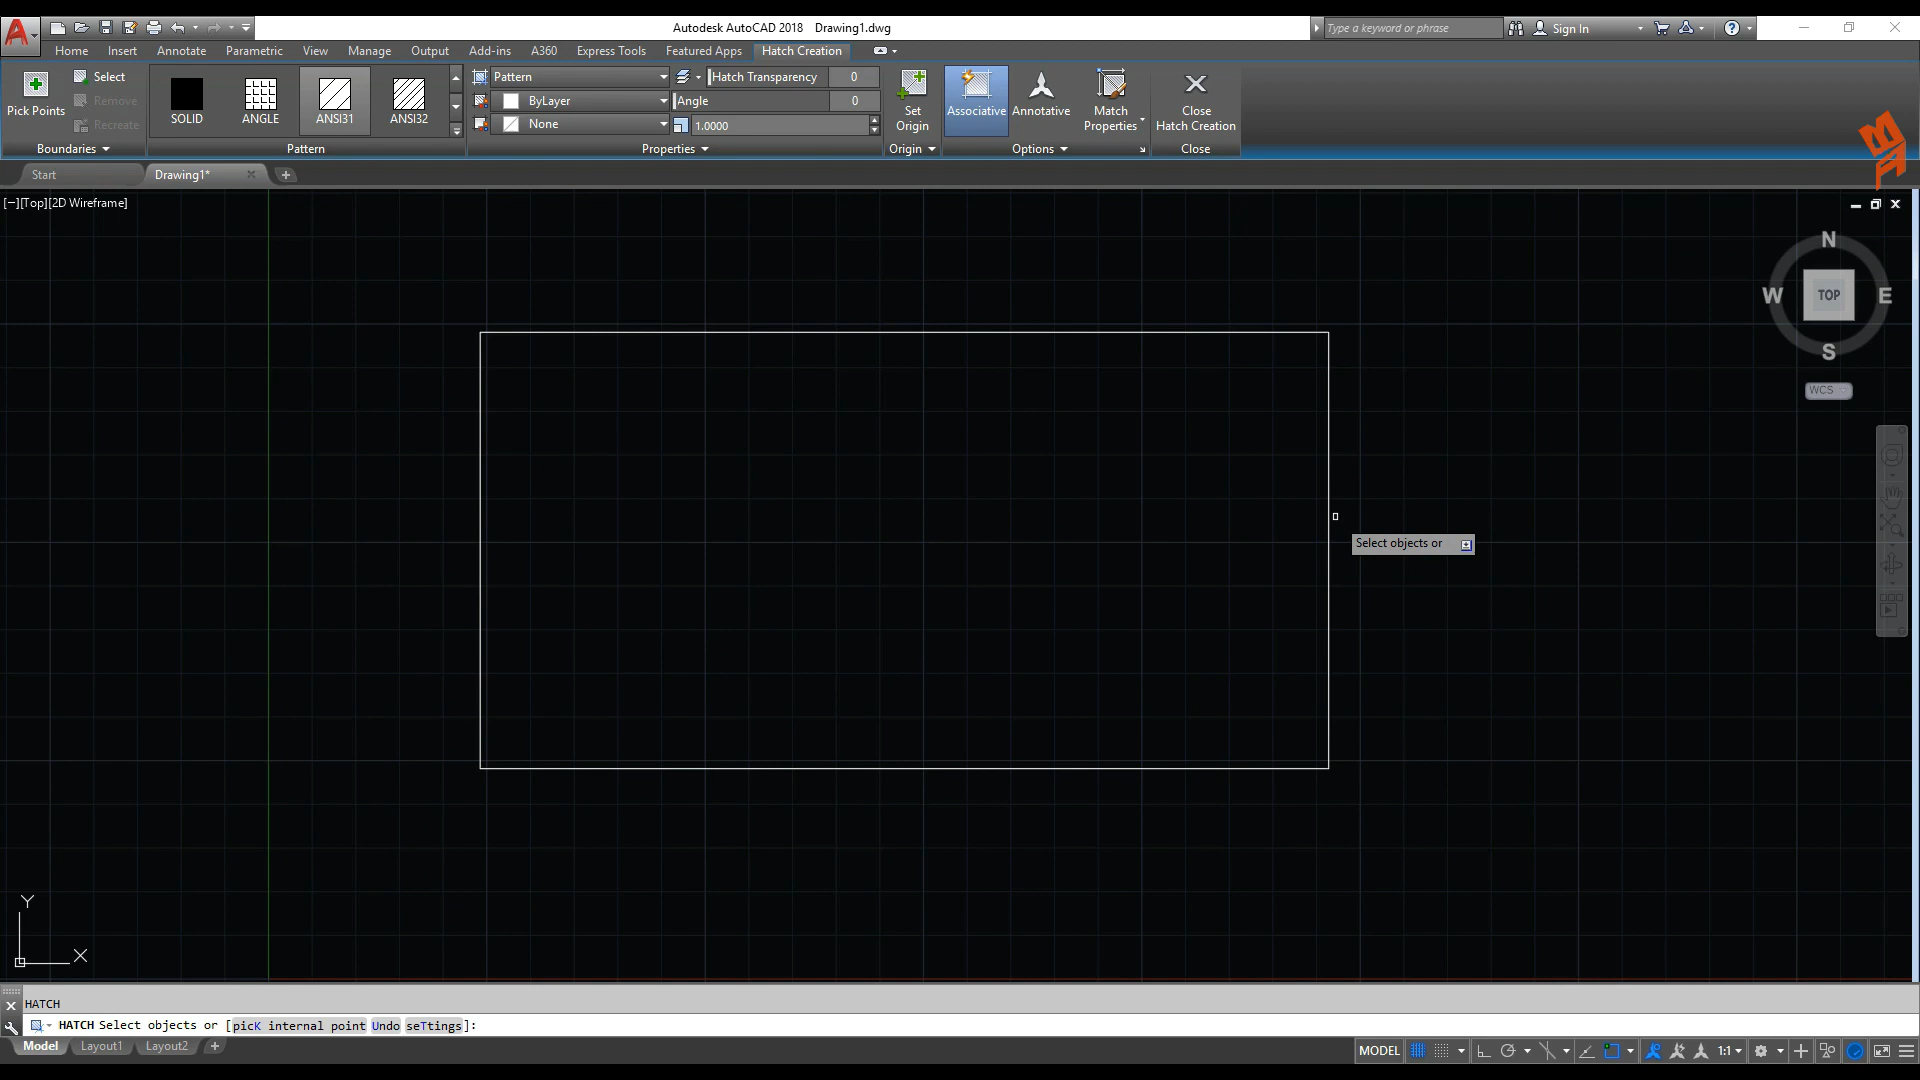 Autodesk AutoCAD 2018 Drawing1.dwg
Type a keyword or phrase
Sign In
Home Insert Annotate Parametric View Manage Output Add-ins A360 Express Tools Featured Apps Hatch Creation
Pick Points
Select
Remove
Recreate
Boundaries
SOLID
ANGLE
ANSI31
ANSI32
Pattern
Pattern
ByLayer
None
Hatch Transparency 0
Angle 0
1.0000
Properties
Set
Origin
Origin
Associative
Annotative
Match
Properties
Options
Close
Hatch Creation
Close
Start
Drawing1*
[−][Top][2D Wireframe]
N
W
TOP
E
S
WCS
Select objects or
Y
X
HATCH
HATCH Select objects or [picK internal point Undo seTtings]:
Model Layout1 Layout2
MODEL
1:1